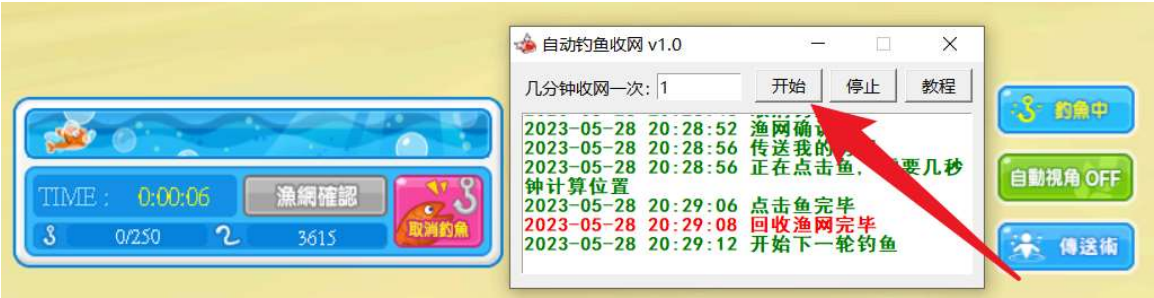 自动钓鱼收网 v1.0
几分钟收网一次: 1 开始 停止 教程
2023-05-28 20:28:52 渔网确
2023-05-28 20:28:56 传送我的
2023-05-28 20:28:56 正在点击鱼, 要几秒
钟计算位置
2023-05-28 20:29:06 点击鱼完毕
2023-05-28 20:29:08 回收渔网完毕
2023-05-28 20:29:12 开始下一轮钓鱼
TIME : 0:00:06 漁網確認
0/250 3615
取消釣魚
釣魚中
自動視角 OFF
傳送術